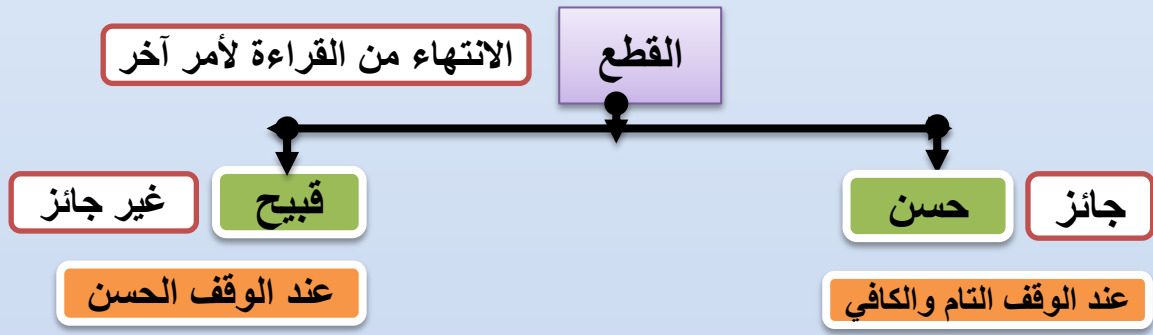 القطع
الانتهاء من القراءة لأمر آخر
جائز
حسن
قبيح
غير جائز
عند الوقف التام والكافي
عند الوقف الحسن